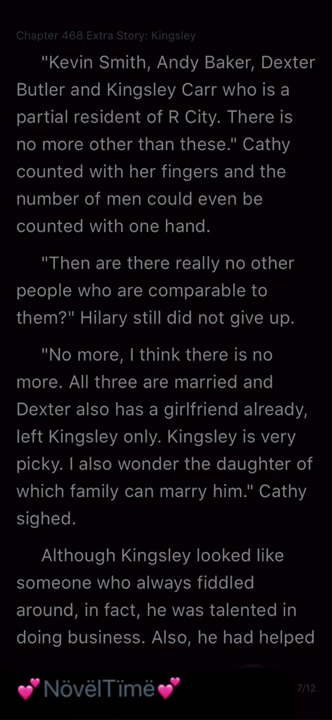 Chapter 468 Extra Story: Kingsley
"Kevin Smith, Andy Baker, Dexter
Butler and Kingsley Carr who is a
partial resident of R City. There is
no more other than these." Cathy
counted with her fingers and the
number of men could even be
counted with one hand.
"Then are there really no other
people who are comparable to
them?" Hilary still did not give up.
"No more, I think there is no
more. All three are married and
Dexter also has a girlfriend already,
left Kingsley only. Kingsley is very
picky. I also wonder the daughter of
which family can marry him." Cathy
sighed.
Although Kingsley looked like
someone who always fiddled
around, in fact, he was talented in
doing business. Also, he had helped
💕NövëlTïmë💕
7/12